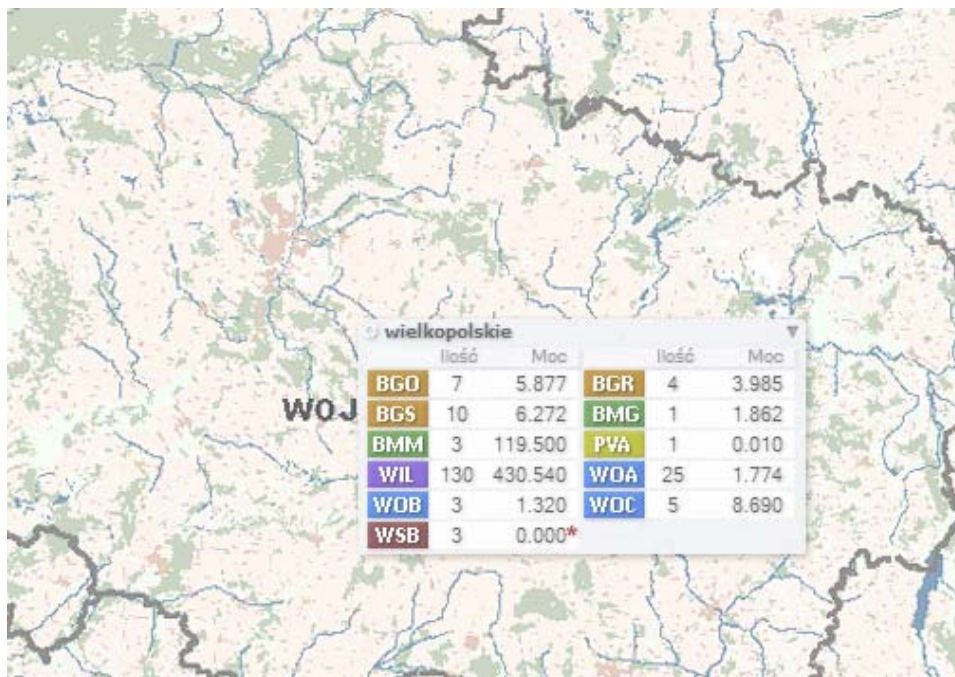 wielkopolskie
Ilość Moc Ilość Moc
BGO 7 5.877 BGR 4 3.985
WOJ
BGS 10 6.272 BMG 1 1.862
BMM 3 119.500 PVA 1 0.010
WIL 130 430.540 WOA 25 1.774
WOB 3 1.320 WOC 5 8.690
WSB 3 0.000*